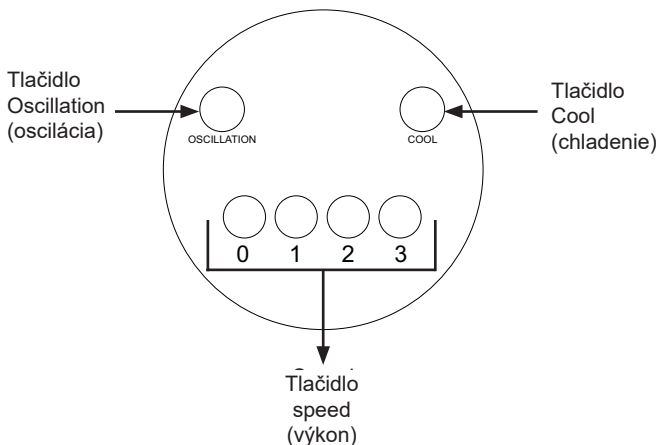 Tlačidlo
Oscillation
(oscilácia)
OSCILLATION
COOL
Tlačidlo
Cool
(chladenie)
0 1 2 3
Tlačidlo
speed
(výkon)